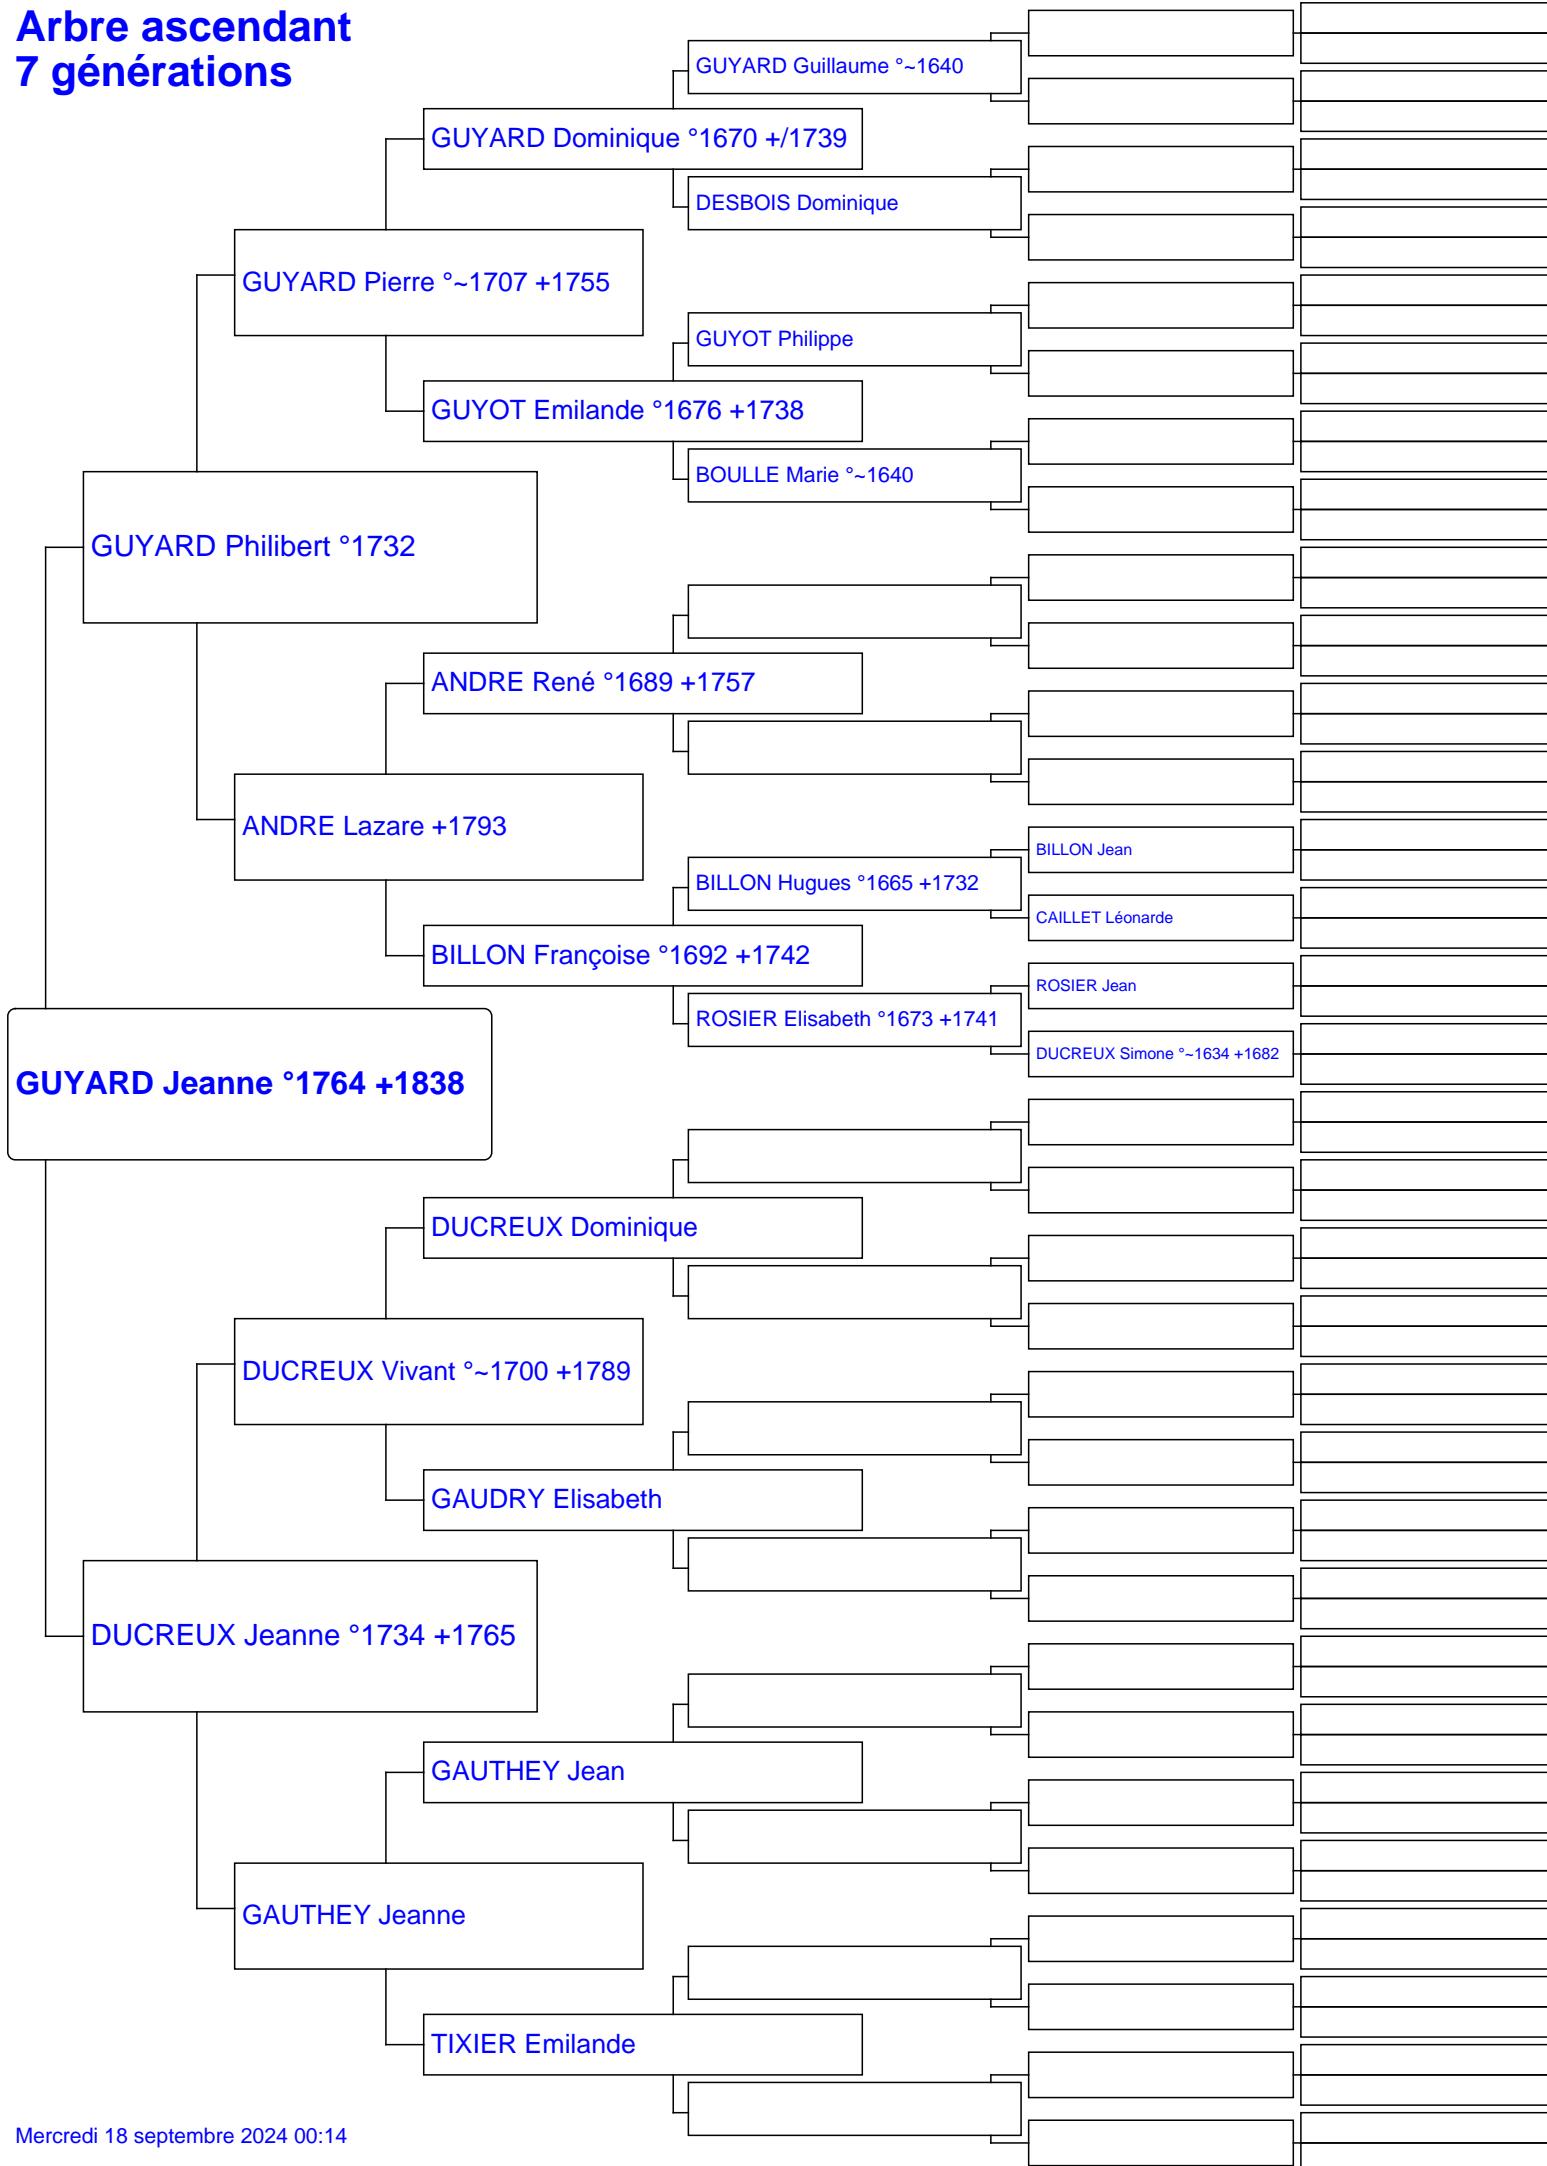 Arbre ascendant
7 générations
GUYARD Guillaume °~1640
GUYARD Dominique °1670 +/1739
DESBOIS Dominique
GUYARD Pierre °~1707 +1755
GUYOT Philippe
GUYOT Emilande °1676 +1738
BOULLE Marie °~1640
GUYARD Philibert °1732
ANDRE René °1689 +1757
ANDRE Lazare +1793
BILLON Jean
BILLON Hugues °1665 +1732
CAILLET Léonarde
BILLON Françoise °1692 +1742
ROSIER Jean
ROSIER Elisabeth °1673 +1741
DUCREUX Simone °~1634 +1682
GUYARD Jeanne °1764 +1838
DUCREUX Dominique
DUCREUX Vivant °~1700 +1789
GAUDRY Elisabeth
DUCREUX Jeanne °1734 +1765
GAUTHEY Jean
GAUTHEY Jeanne
TIXIER Emilande
Mercredi 18 septembre 2024 00:14